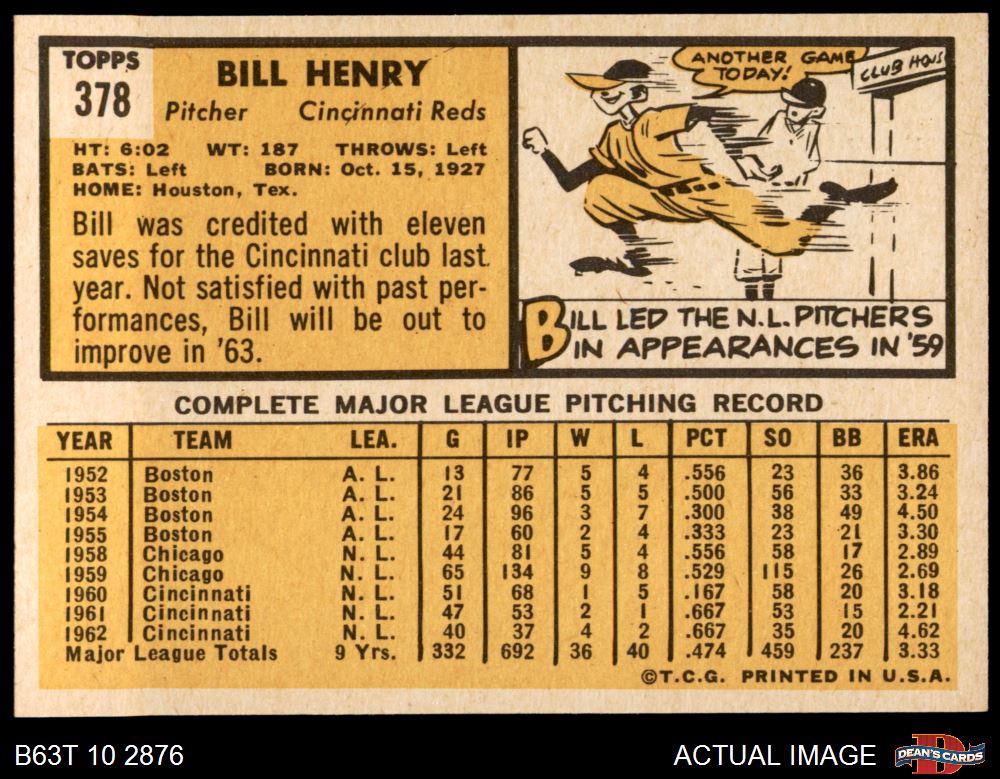 TOPPS
378
BILL HENRY
Pitcher Cincinnati Reds
HT: 6:02 WT: 187 THROWS: Left
BATS: Left BORN: Oct. 15, 1927
HOME: Houston, Tex.
Bill was credited with eleven
saves for the Cincinnati club last
year. Not satisfied with past per-
formances, Bill will be out to
improve in '63.
ANOTHER GAME
TODAY!
CLUB HOUS
BILL LED THE N.L. PITCHERS
IN APPEARANCES IN '59
COMPLETE MAJOR LEAGUE PITCHING RECORD
YEAR TEAM LEA. G IP W L PCT SO BB ERA
1952 Boston A. L. 13 77 5 4 .556 23 36 3.86
1953 Boston A. L. 21 86 5 5 .500 56 33 3.24
1954 Boston A. L. 24 96 3 7 .300 38 49 4.50
1955 Boston A. L. 17 60 2 4 .333 23 21 3.30
1958 Chicago N. L. 44 81 5 4 .556 58 17 2.89
1959 Chicago N. L. 65 134 9 8 .529 115 26 2.69
1960 Cincinnati N. L. 51 68 1 5 .167 58 20 3.18
1961 Cincinnati N. L. 47 53 2 1 .667 53 15 2.21
1962 Cincinnati N. L. 40 37 4 2 .667 35 20 4.62
Major League Totals 9 Yrs. 332 692 36 40 .474 459 237 3.33
©T.C.G. PRINTED IN U.S.A.
B63T 10 2876
ACTUAL IMAGE
DEAN'S CARDS